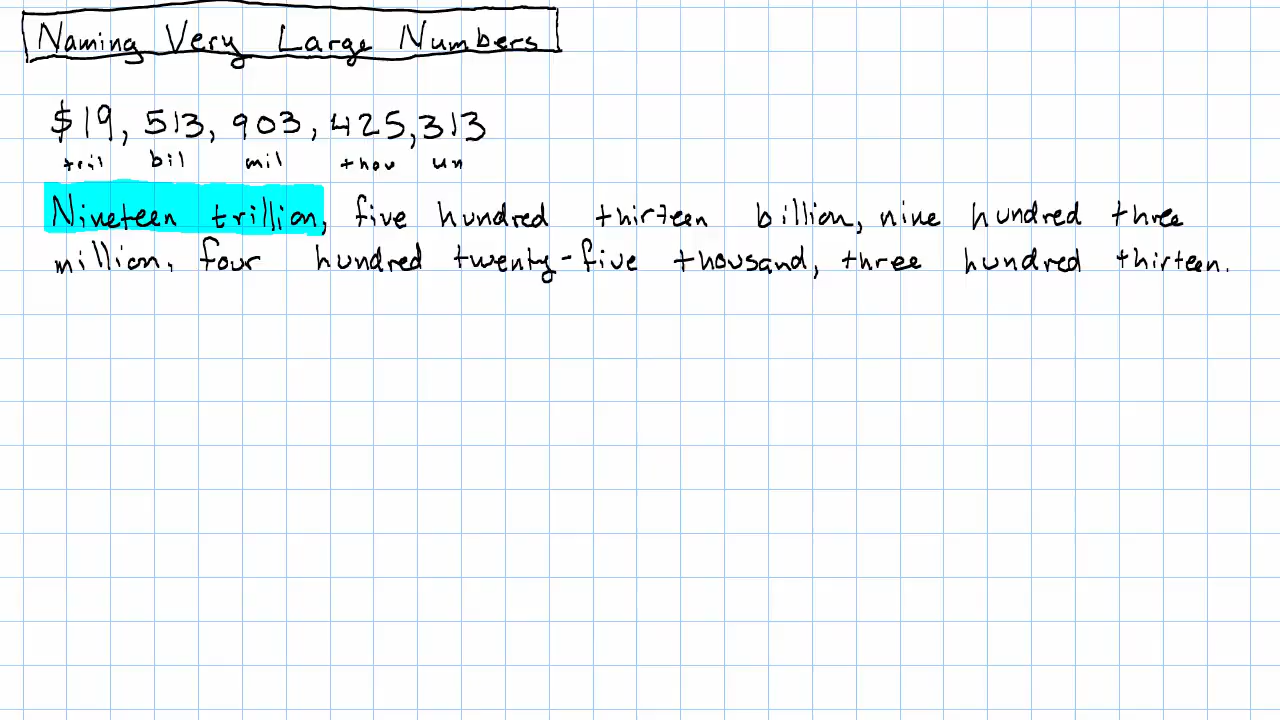 Naming Very Large Numbers
$19, 513, 903, 425, 313
tril bil mil thou un
Nineteen trillion, five hundred thirteen billion, nine hundred three
million, four hundred twenty-five thousand, three hundred thirteen.